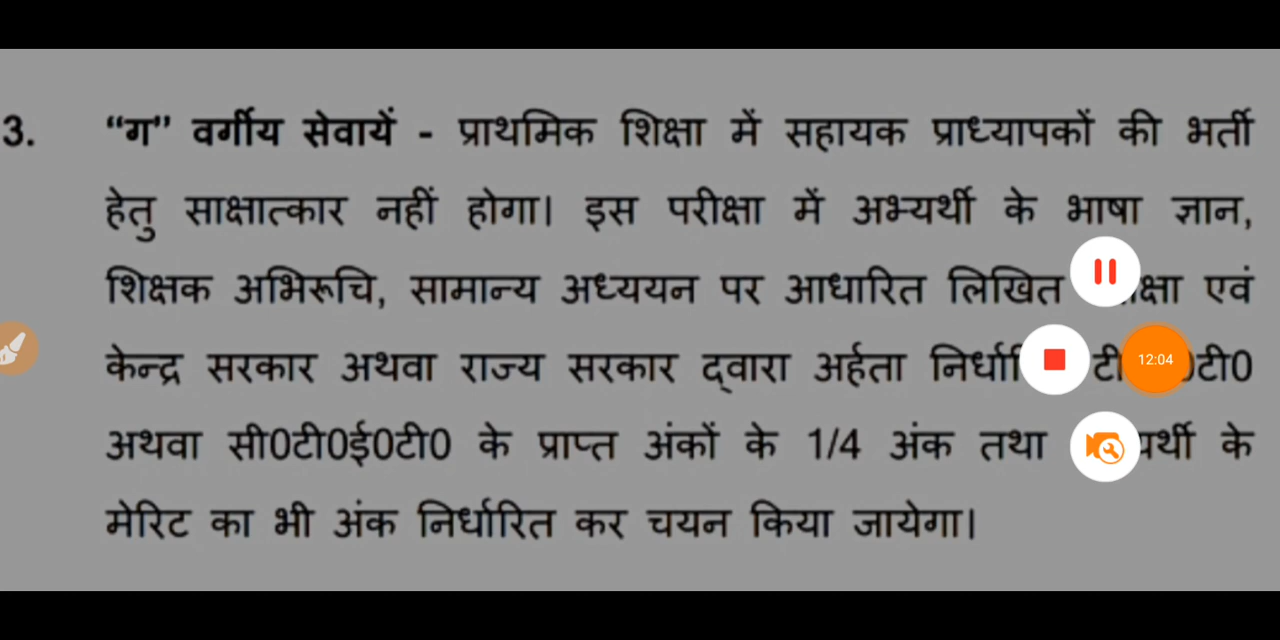 3. “ग” वर्गीय सेवायें - प्राथमिक शिक्षा में सहायक प्राध्यापकों की भर्ती
हेतु साक्षात्कार नहीं होगा। इस परीक्षा में अभ्यर्थी के भाषा ज्ञान,
शिक्षक अभिरूचि, सामान्य अध्ययन पर आधारित लिखित एवं
केन्द्र सरकार अथवा राज्य सरकार द्वारा अर्हता 12:04
अथवा सी0टी0ई0टी0 के प्राप्त अंकों के 1/4 अंक तथा के
मेरिट का भी अंक निर्धारित कर चयन किया जायेगा।